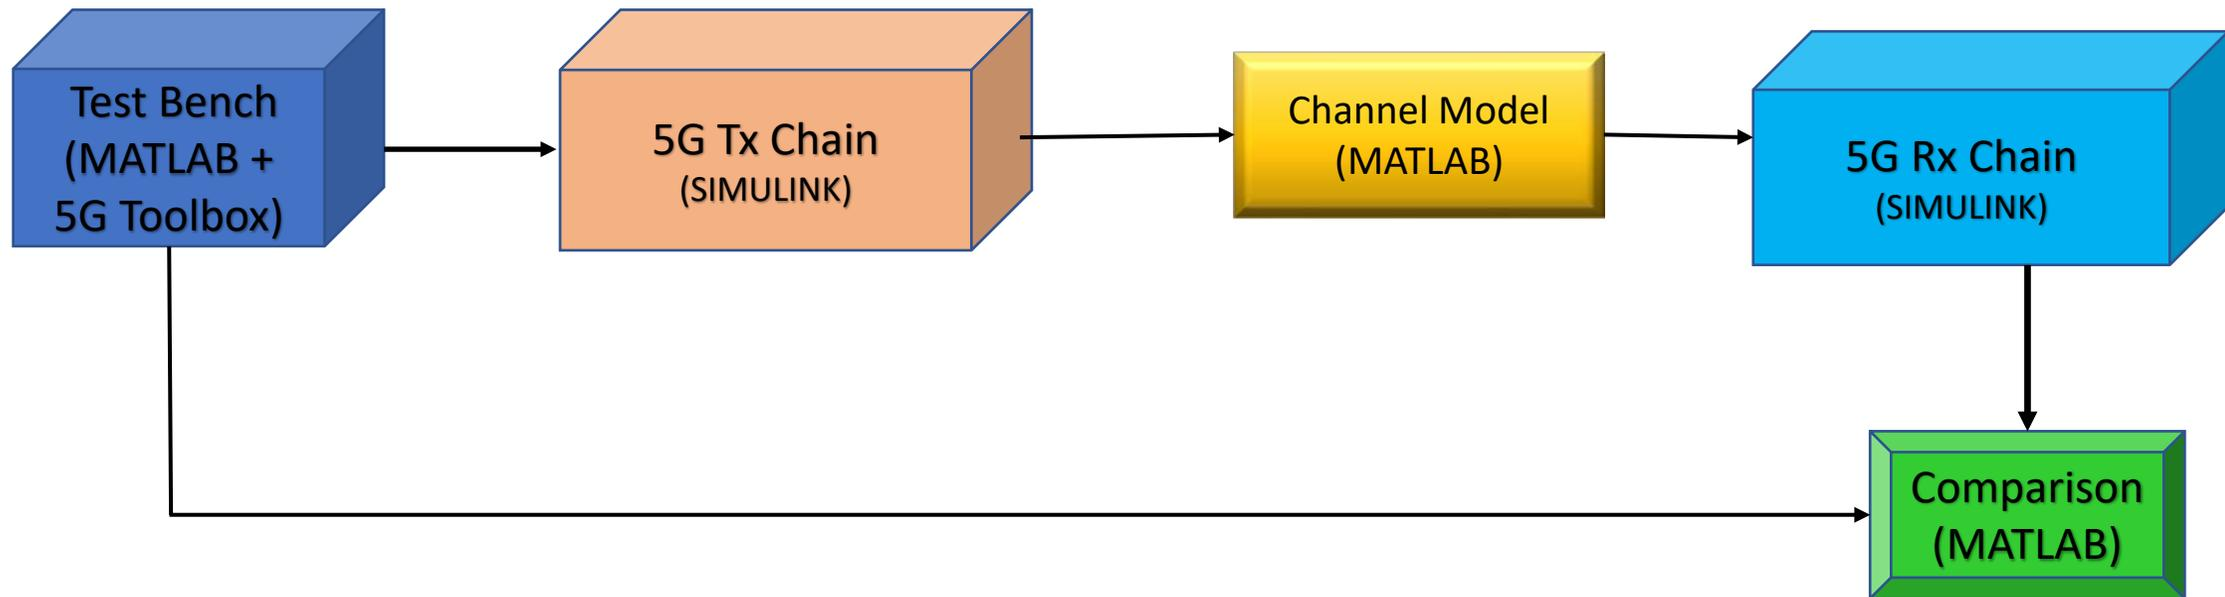 Test Bench
(MATLAB +
5G Toolbox)
5G Tx Chain
(SIMULINK)
Channel Model
(MATLAB)
5G Rx Chain
(SIMULINK)
Comparison
(MATLAB)